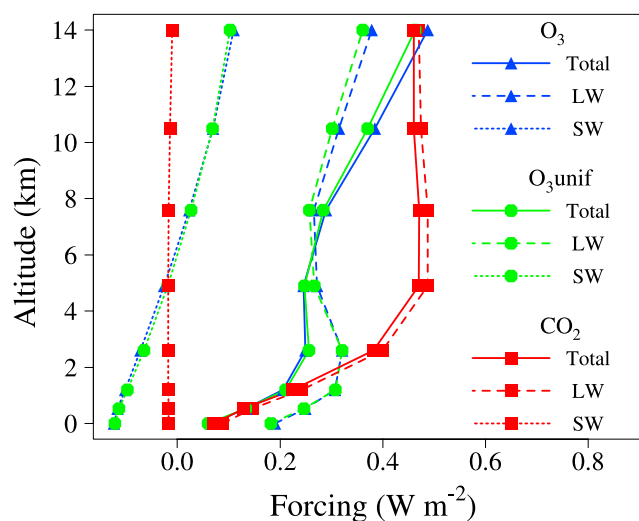 14
12
10
8
6
4
2
0
Altitude (km)
0.0 0.2 0.4 0.6 0.8
Forcing (W m⁻²)
O₃
Total
LW
SW
O₃unif
Total
LW
SW
CO₂
Total
LW
SW